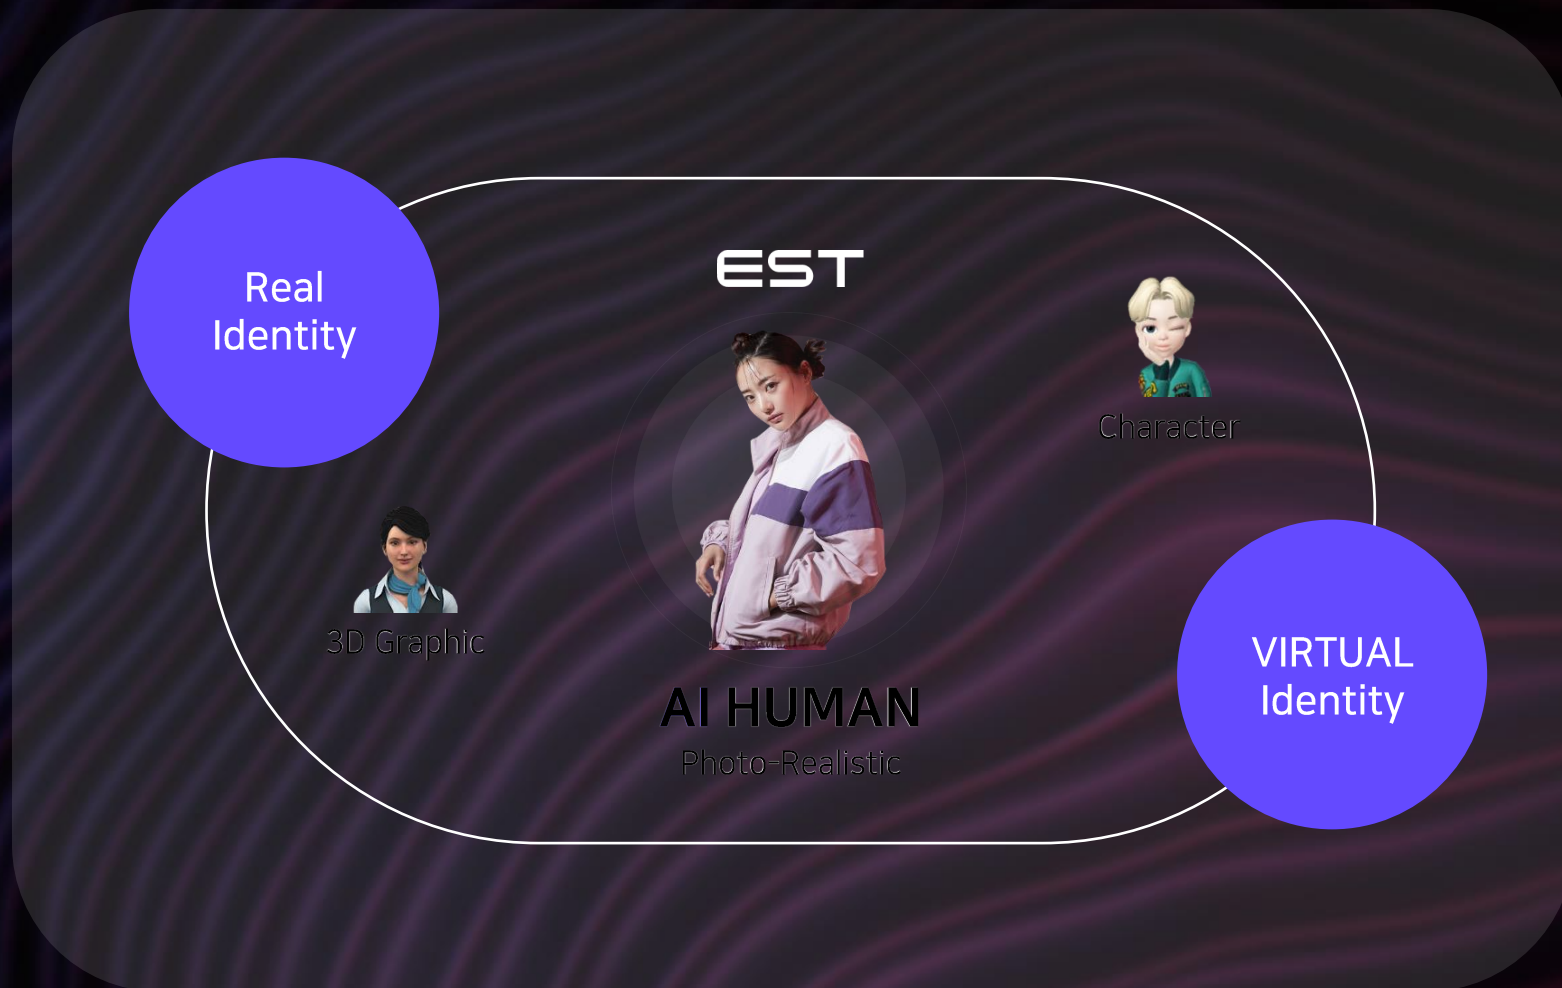 Real
Identity
EST
Character
3D Graphic
VIRTUAL
Identity
AI HUMAN
Photo-Realistic